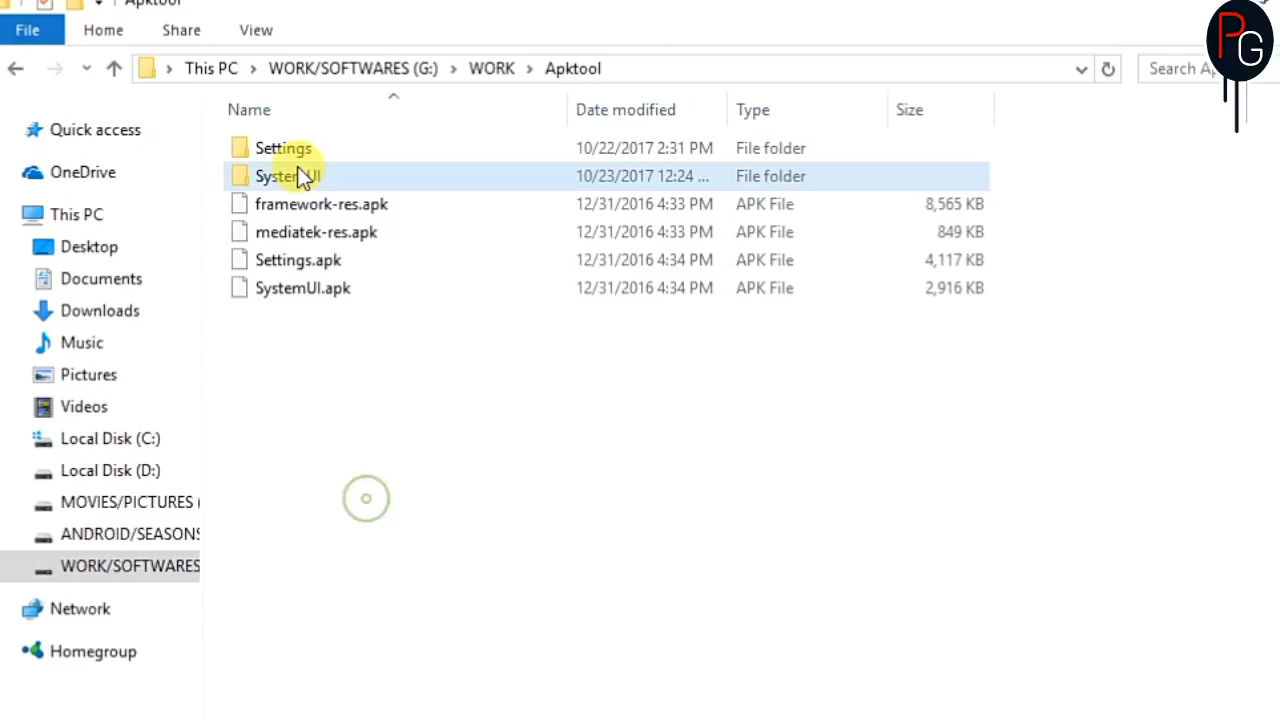 Apktool
File Home Share View
This PC WORK/SOFTWARES (G:) WORK Apktool Search
Name Date modified Type Size
Settings 10/22/2017 2:31 PM File folder
SystemUI 10/23/2017 12:24 ... File folder
framework-res.apk 12/31/2016 4:33 PM APK File 8,565 KB
mediatek-res.apk 12/31/2016 4:33 PM APK File 849 KB
Settings.apk 12/31/2016 4:34 PM APK File 4,117 KB
SystemUI.apk 12/31/2016 4:34 PM APK File 2,916 KB
Quick access
OneDrive
This PC
Desktop
Documents
Downloads
Music
Pictures
Videos
Local Disk (C:)
Local Disk (D:)
MOVIES/PICTURES (
ANDROID/SEASONS
WORK/SOFTWARES
Network
Homegroup
PG